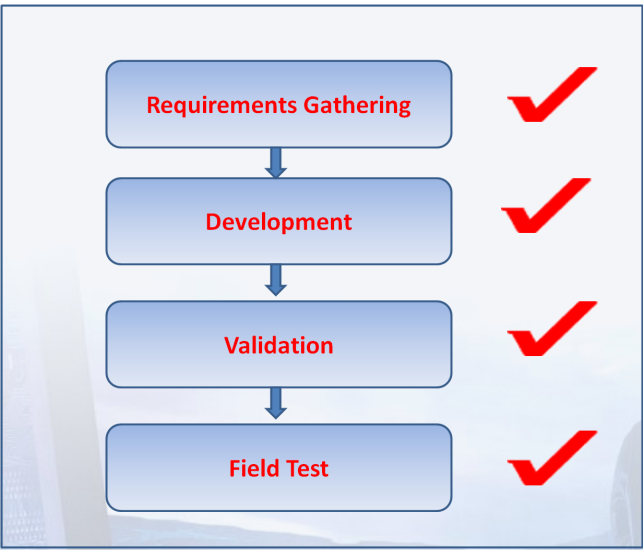 Requirements Gathering
Development
Validation
Field Test